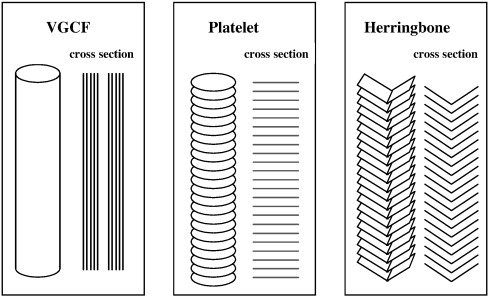 VGCF
cross section
Platelet
cross section
Herringbone
cross section